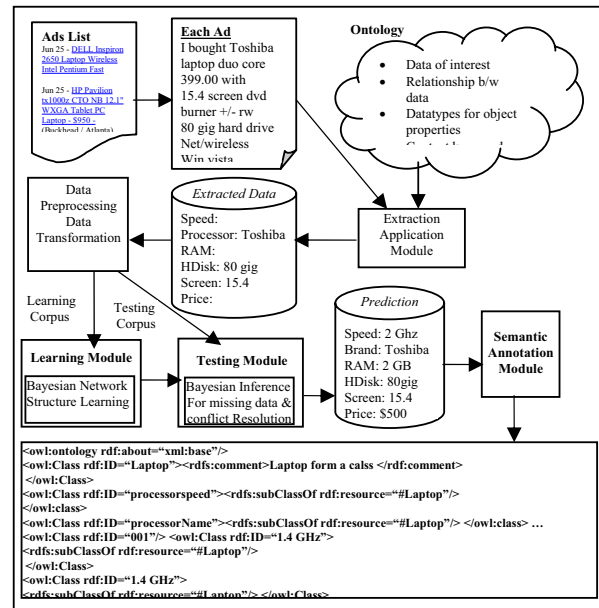 Ads List
Jun 25 - DELL Inspiron
2650 Laptop Wireless
Intel Pentium Fast
Jun 25 - HP Pavilion
tx1000z CTO NB 12.1"
WXGA Tablet PC
Laptop - $950 -
(Buckhead / Atlanta)
Each Ad
I bought Toshiba
laptop duo core
399.00 with
15.4 screen dvd
burner +/- rw
80 gig hard drive
Net/wireless
Win vista
Ontology
• Data of interest
• Relationship b/w
data
• Datatypes for object
properties
Data
Preprocessing
Data
Transformation
Extracted Data
Speed:
Processor: Toshiba
RAM:
HDisk: 80 gig
Screen: 15.4
Price:
Extraction
Application
Module
Learning
Corpus
Testing
Corpus
Learning Module
Bayesian Network
Structure Learning
Testing Module
Bayesian Inference
For missing data &
conflict Resolution
Prediction
Speed: 2 Ghz
Brand: Toshiba
RAM: 2 GB
HDisk: 80gig
Screen: 15.4
Price: $500
Semantic
Annotation
Module
<owl:ontology rdf:about=“xml:base”/>
<owl:Class rdf:ID=“Laptop”><rdfs:comment>Laptop form a calss </rdf:comment>
</owl:Class>
<owl:Class rdf:ID=“processorspeed”><rdfs:subClassOf rdf:resource=“#Laptop”/>
</owl:class>
<owl:Class rdf:ID=“processorName”><rdfs:subClassOf rdf:resource=“#Laptop”/> </owl:class> …
<owl:Class rdf:ID=“001”/> <owl:Class rdf:ID=“1.4 GHz”>
<rdfs:subClassOf rdf:resource=“#Laptop”/>
</owl:Class>
<owl:Class rdf:ID=“1.4 GHz”>
<rdfs:subClassOf rdf:resource=“#Laptop”/> </owl:Class>